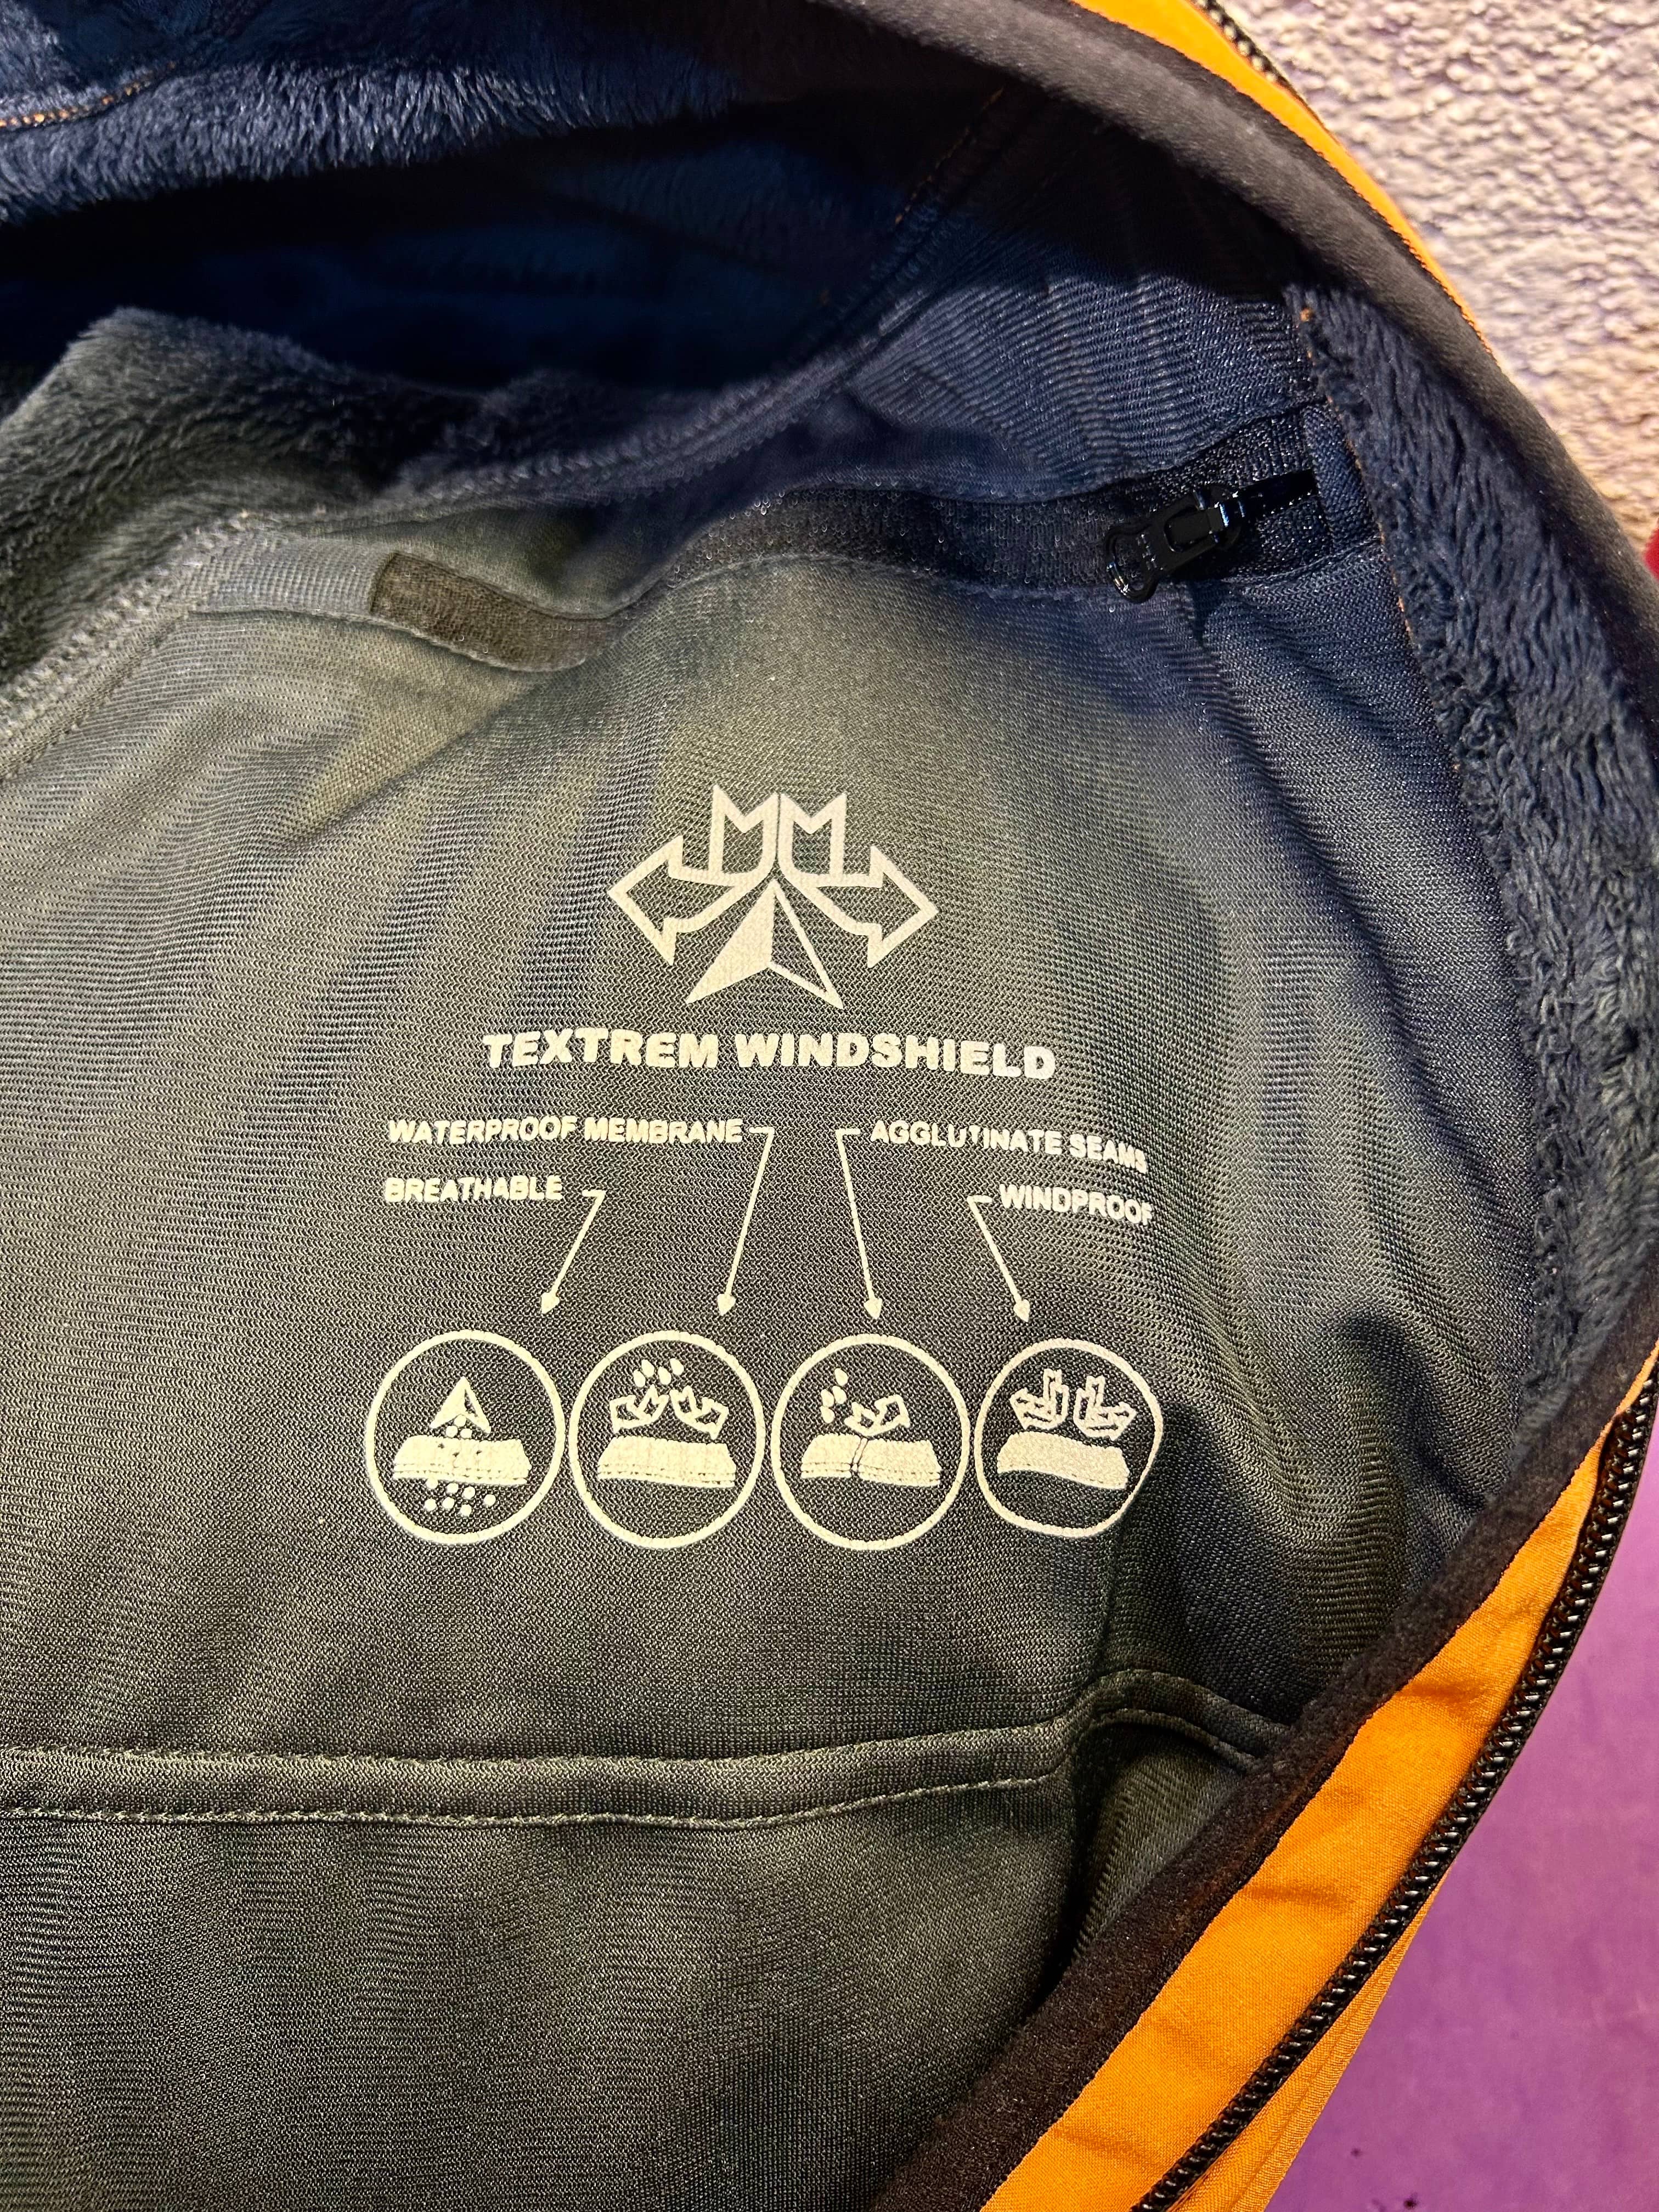 TEXTREM WINDSHIELD
WATERPROOF MEMBRANE
AGGLUTINATE SEAMS
BREATHABLE
WINDPROOF